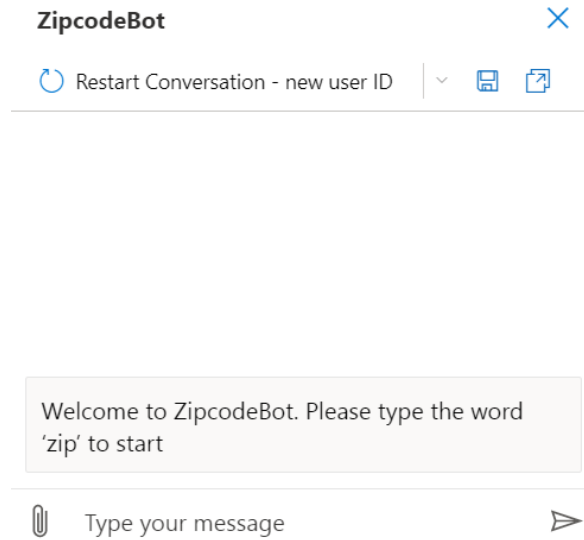 ZipcodeBot
Restart Conversation - new user ID
Welcome to ZipcodeBot. Please type the word
‘zip’ to start
Type your message